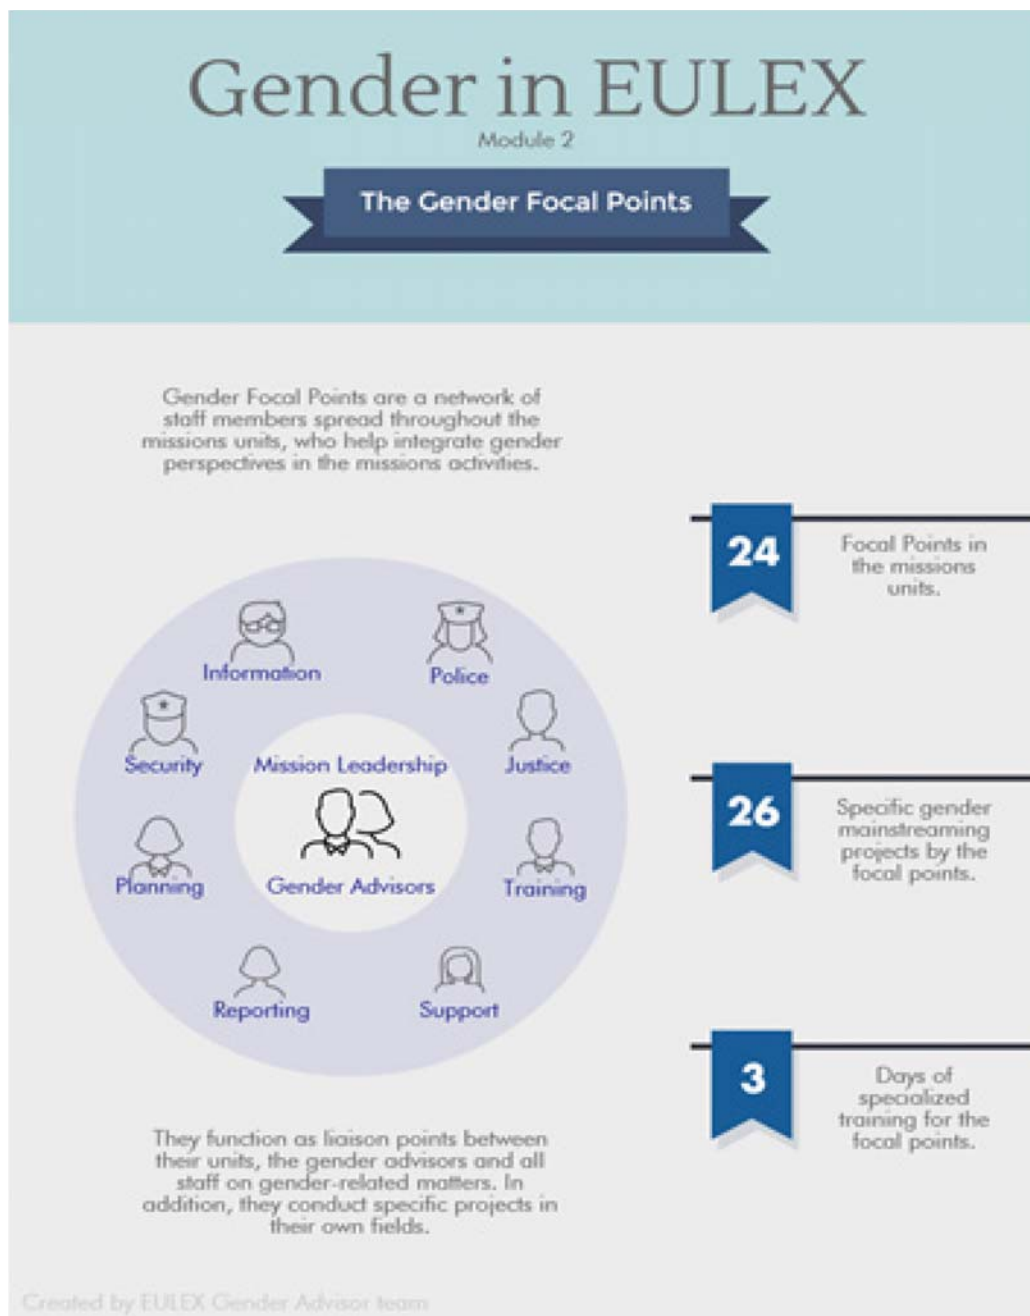 Gender in EULEX
Module 2
The Gender Focal Points
Gender Focal Points are a network of
staff members spread throughout the
missions units, who help integrate gender
perspectives in the missions activities.
24
Focal Points in
the missions
units.
Information
Police
Security
Mission Leadership
Justice
26
Specific gender
mainstreaming
projects by the
focal points.
Planning
Gender Advisors
Training
Reporting
Support
3
Days of
specialized
training for the
focal points.
They function as liaison points between
their units, the gender advisors and all
staff on gender-related matters. In
addition, they conduct specific projects in
their own fields.
Created by EULEX Gender Advisor team